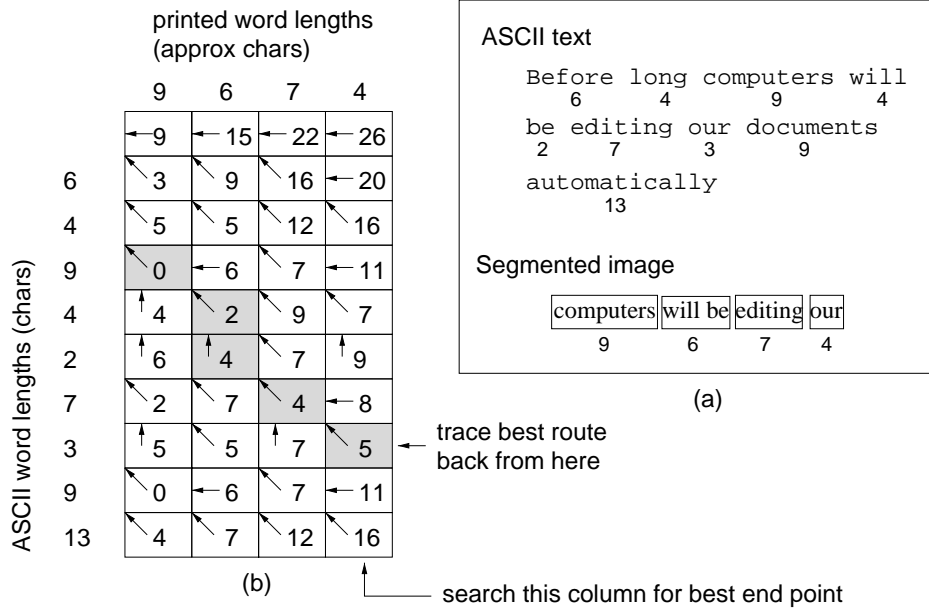 printed word lengths
(approx chars)
9 6 7 4
9 15 22 26
6 3 9 16 20
4 5 5 12 16
9 0 6 7 11
4 4 2 9 7
2 6 4 7 9
7 2 7 4 8
3 5 5 7 5
9 0 6 7 11
13 4 7 12 16
ASCII word lengths (chars)
trace best route
back from here
(b)
search this column for best end point
ASCII text
Before long computers will
6 4 9 4
be editing our documents
2 7 3 9
automatically
13
Segmented image
computers will be editing our
9 6 7 4
(a)